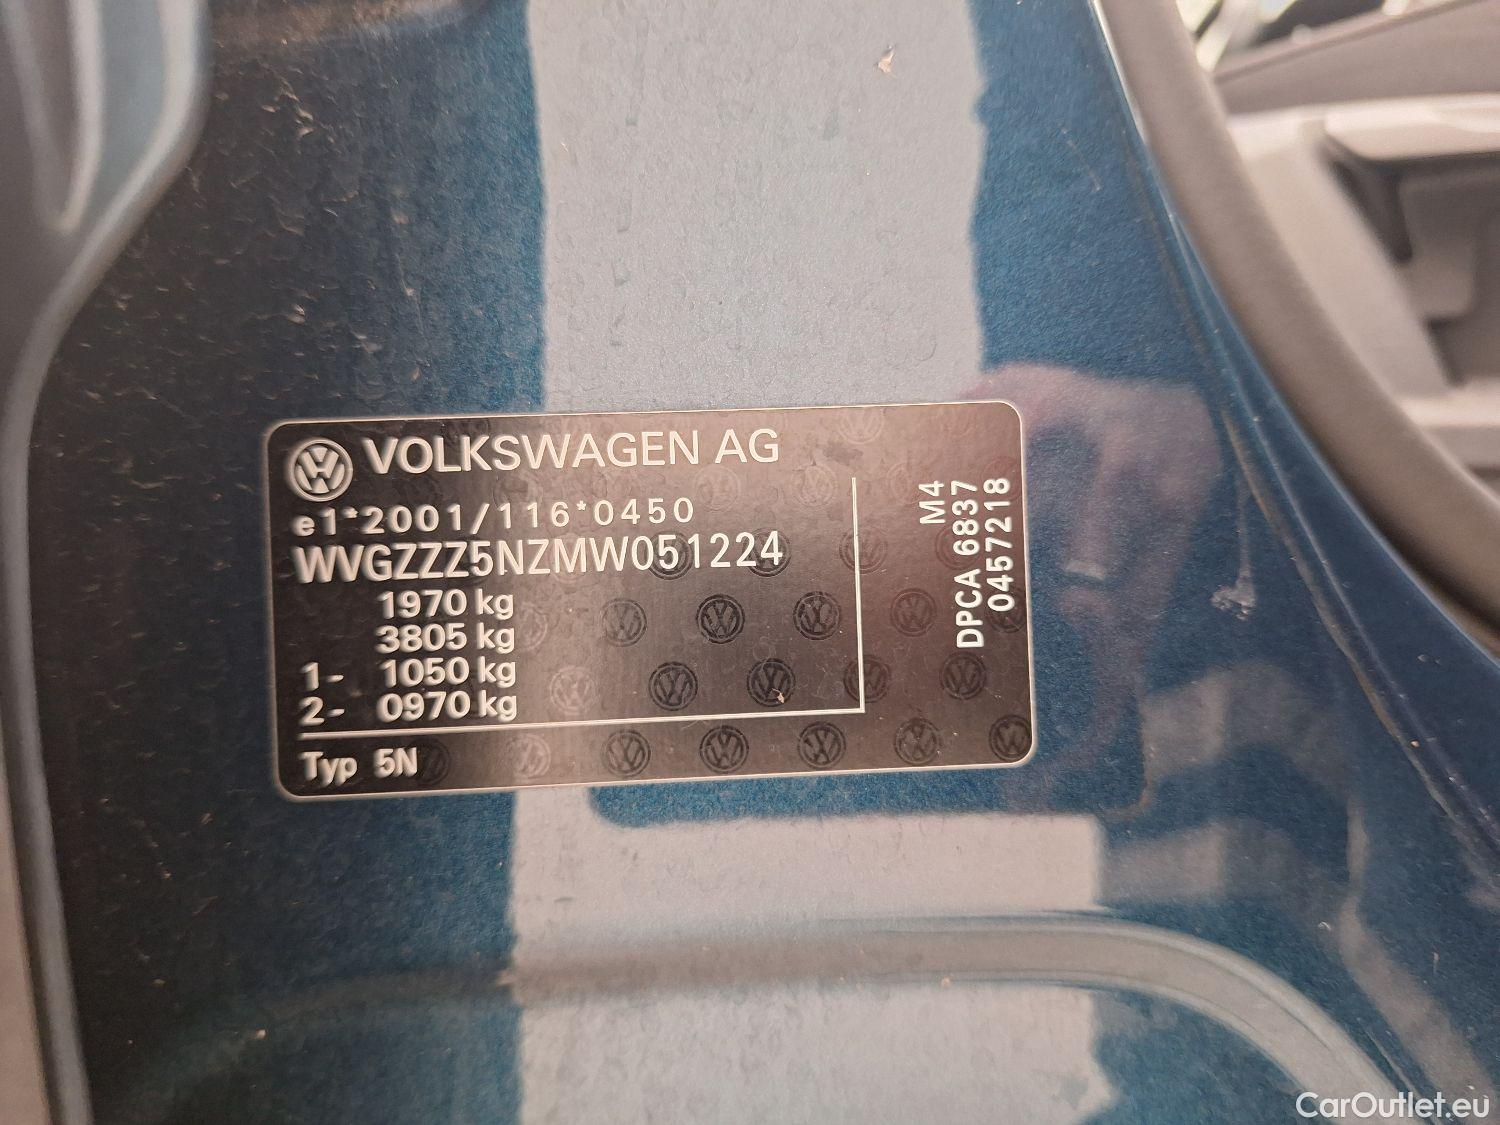 VOLKSWAGEN AG
e1*2001/116*0450
WVGZZZ5NZMW051224
1970 kg
3805 kg
1- 1050 kg
2- 0970 kg
Typ 5N
M4
DPCA 6837
0457218
CarOutlet.eu